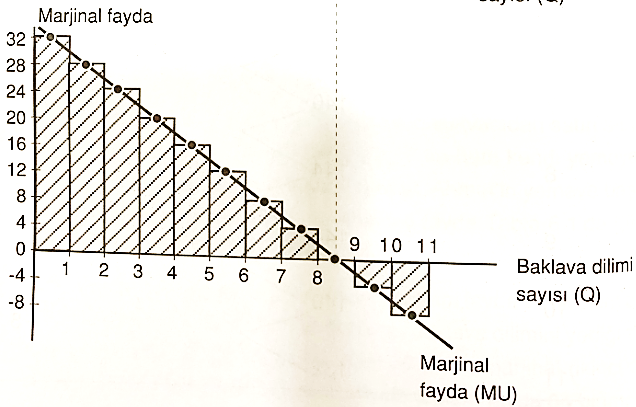 sayısı (Q)
Marjinal fayda
32
28
24
20
16
12
8
4
0
-4
-8
1 2 3 4 5 6 7 8 9 10 11
Baklava dilimi
sayısı (Q)
Marjinal
fayda (MU)